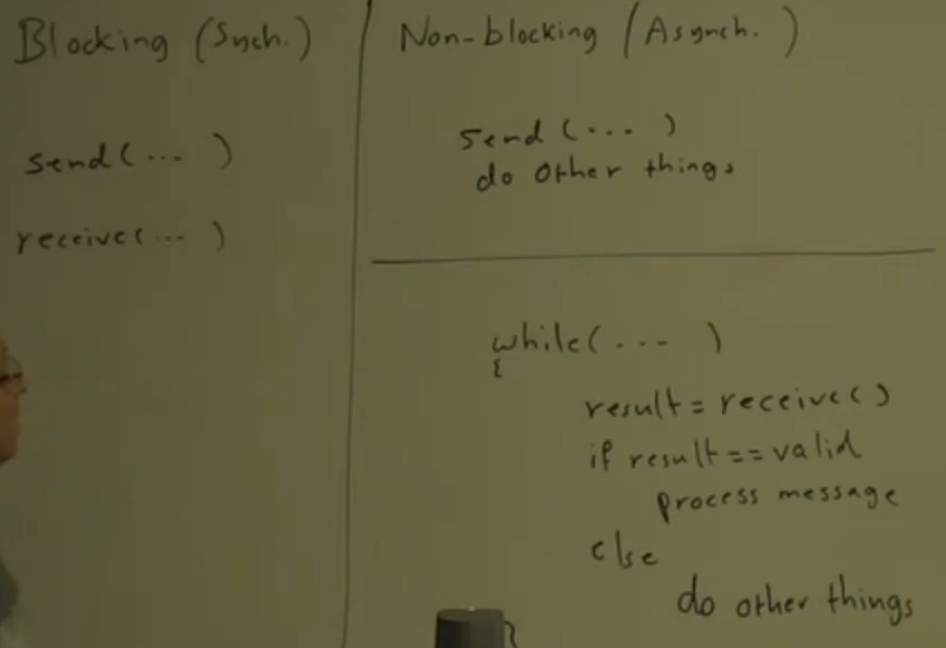 Blocking (Synch.)
send(... )
receive(... )
Non-blocking (Asynch. )
send (... )
do other things
while(... )
{
result = receive()
if result == valid
process message
else
do other things